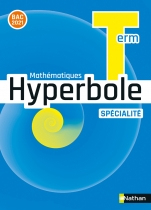 BAC
2021
Term
Mathématiques
Hyperbole
SPÉCIALITÉ
Nathan